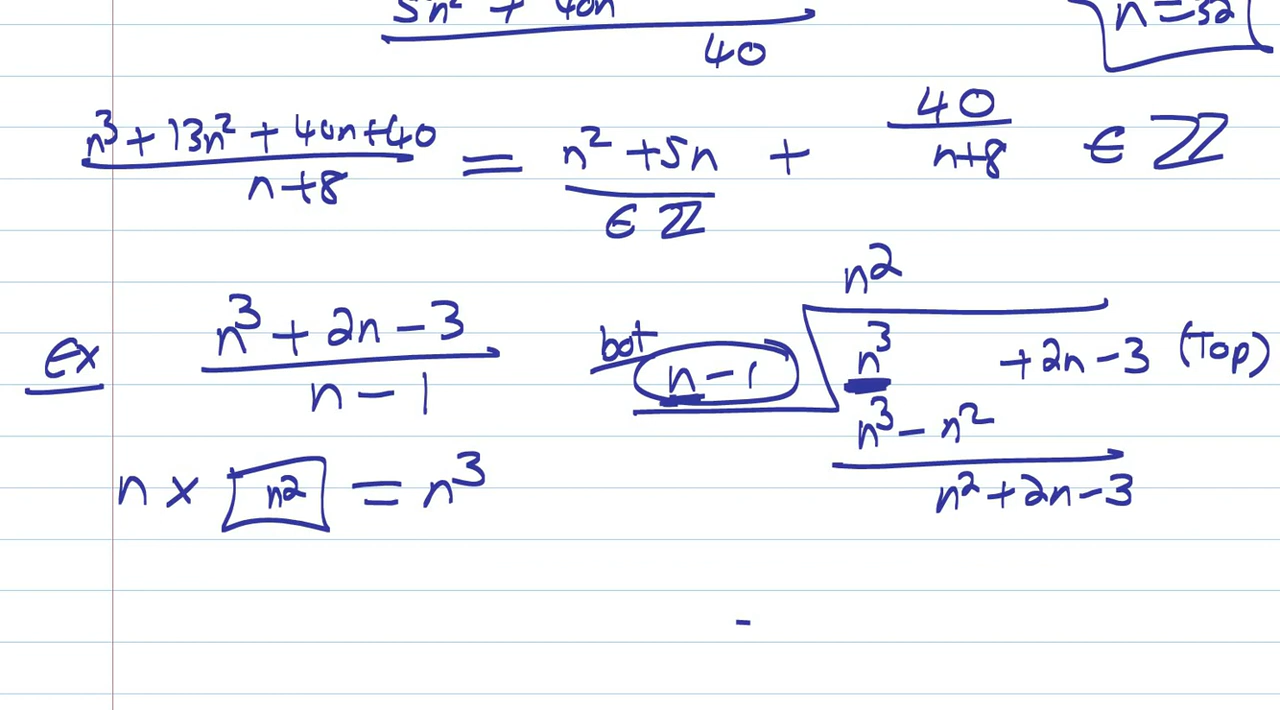 5n² + 40n
40
n = 32
n³ + 13n² + 40n + 40 / n + 8 = n² + 5n + 40 / n + 8 ∈ ℤ
∈ ℤ
Ex n³ + 2n - 3 / n - 1
n²
bot n - 1 n³ + 2n - 3 (Top)
n³ - n²
n² + 2n - 3
n × n² = n³
-